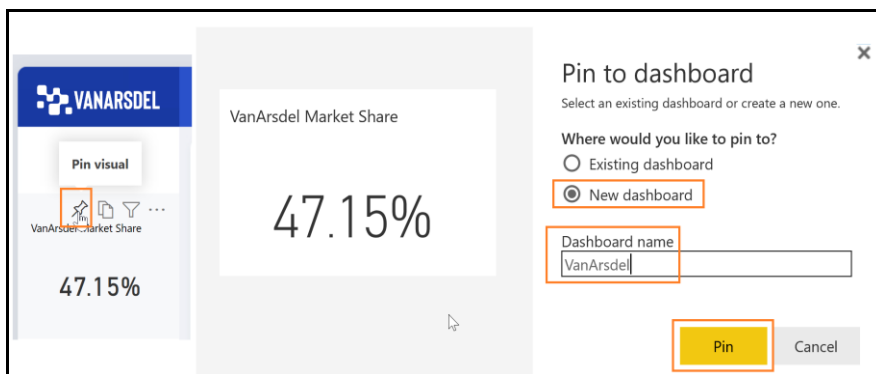 VANARSDEL
Pin visual
VanArsdel Market Share
47.15%
VanArsdel Market Share
47.15%
Pin to dashboard
Select an existing dashboard or create a new one.
Where would you like to pin to?
Existing dashboard
New dashboard
Dashboard name
VanArsdel
Pin Cancel